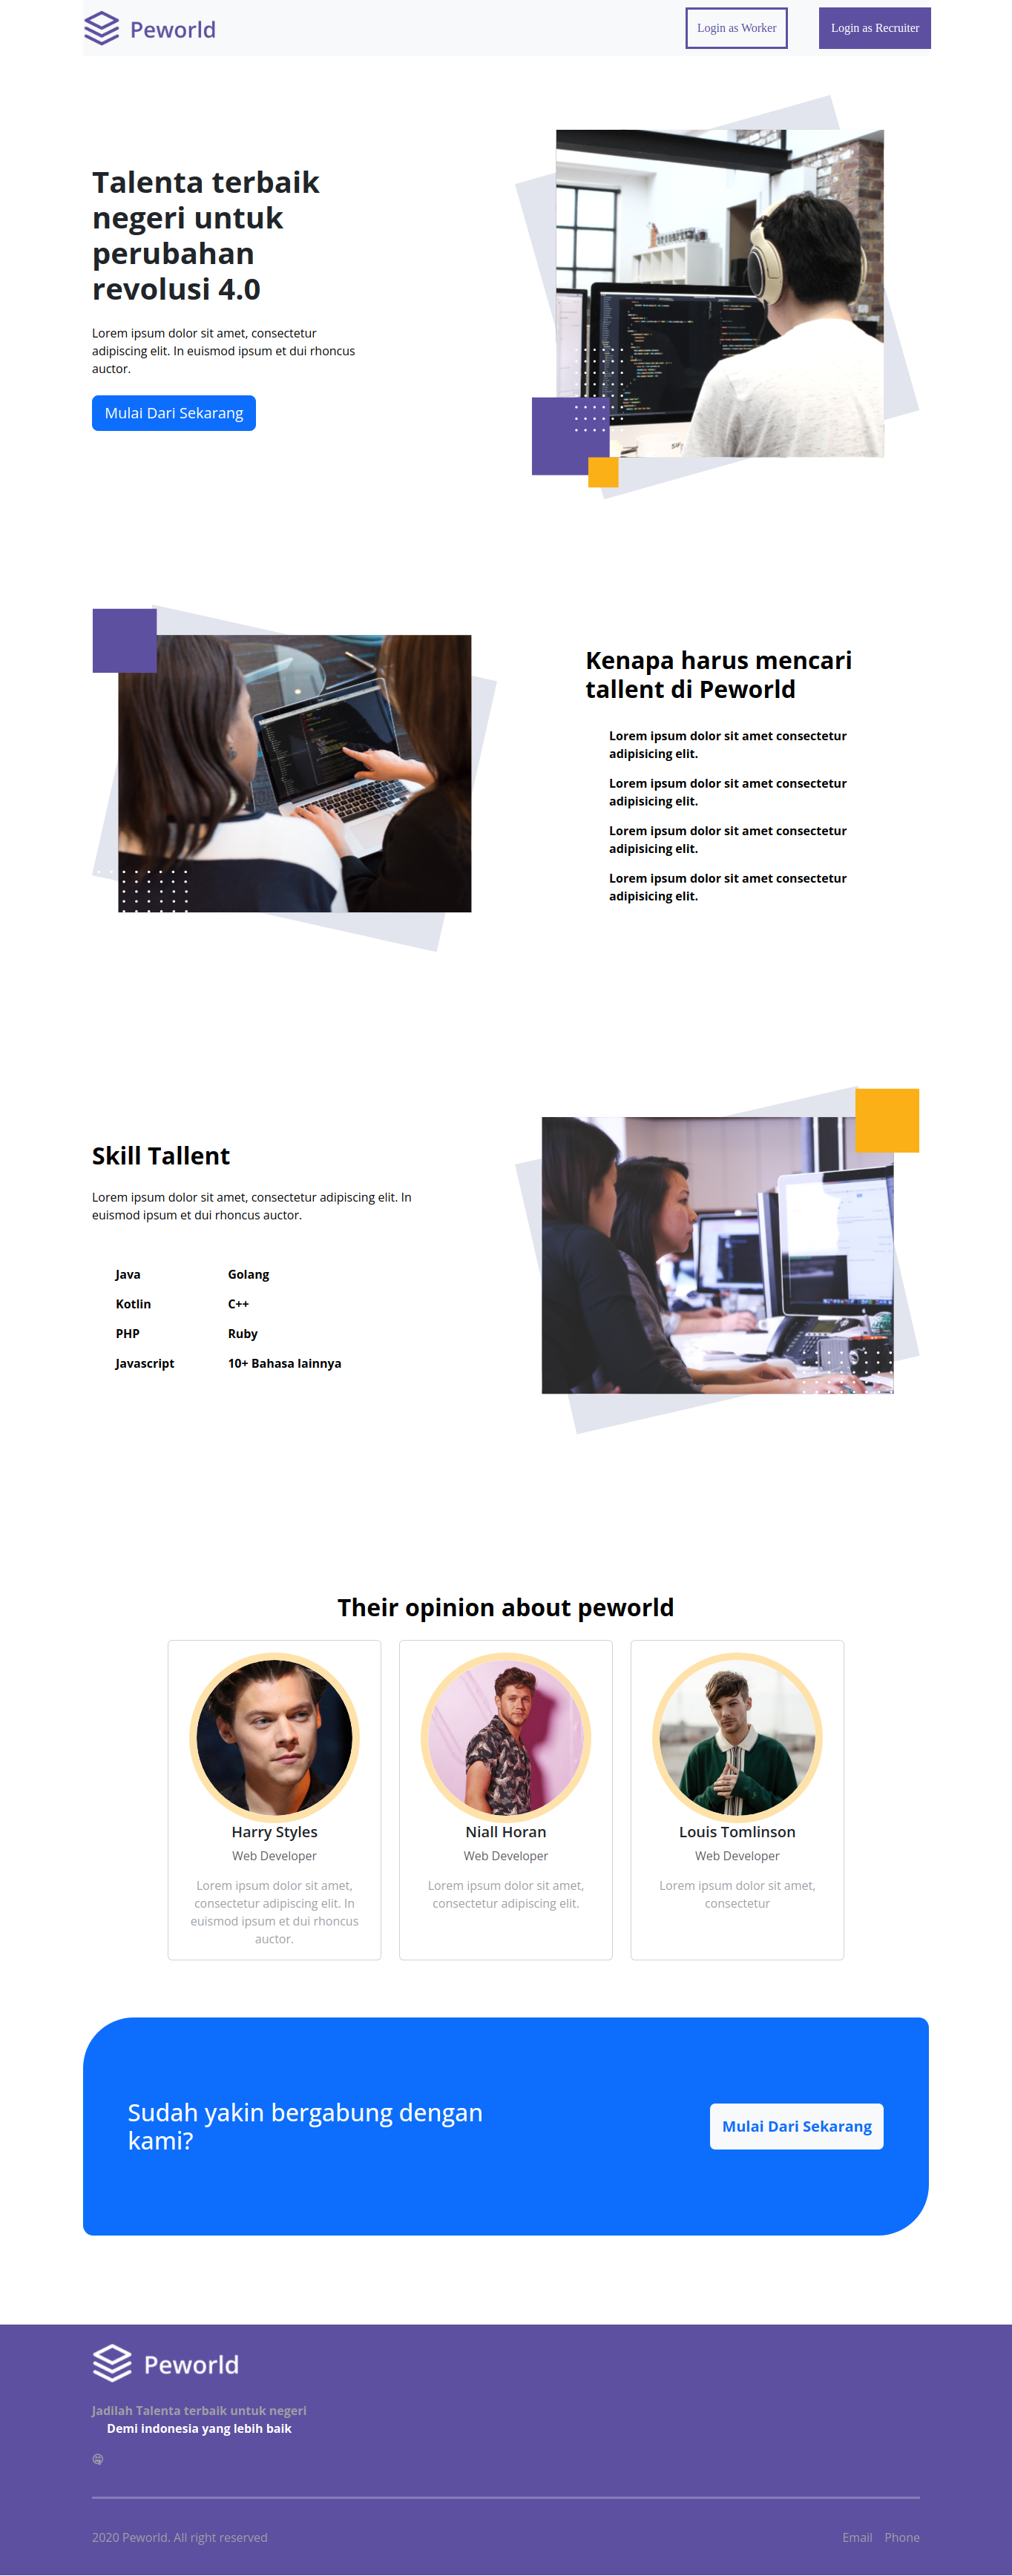 Peworld
Login as Worker
Login as Recruiter
Talenta terbaik
negeri untuk
perubahan
revolusi 4.0
Lorem ipsum dolor sit amet, consectetur
adipiscing elit. In euismod ipsum et dui rhoncus
auctor.
Mulai Dari Sekarang
Kenapa harus mencari
tallent di Peworld
Lorem ipsum dolor sit amet consectetur
adipisicing elit.
Lorem ipsum dolor sit amet consectetur
adipisicing elit.
Lorem ipsum dolor sit amet consectetur
adipisicing elit.
Lorem ipsum dolor sit amet consectetur
adipisicing elit.
Skill Tallent
Lorem ipsum dolor sit amet, consectetur adipiscing elit. In
euismod ipsum et dui rhoncus auctor.
Java
Kotlin
PHP
Javascript
Golang
C++
Ruby
10+ Bahasa lainnya
Their opinion about peworld
Harry Styles
Web Developer
Lorem ipsum dolor sit amet,
consectetur adipiscing elit. In
euismod ipsum et dui rhoncus
auctor.
Niall Horan
Web Developer
Lorem ipsum dolor sit amet,
consectetur adipiscing elit.
Louis Tomlinson
Web Developer
Lorem ipsum dolor sit amet,
consectetur
Sudah yakin bergabung dengan
kami?
Mulai Dari Sekarang
Peworld
Jadilah Talenta terbaik untuk negeri
Demi indonesia yang lebih baik
2020 Peworld. All right reserved
Email
Phone